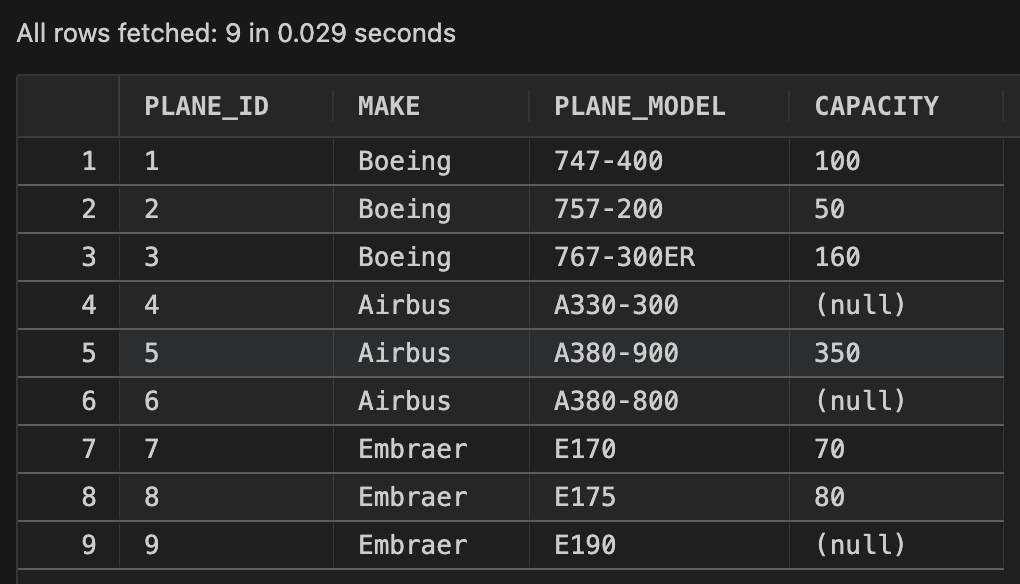 All rows fetched: 9 in 0.029 seconds
PLANE_ID MAKE PLANE_MODEL CAPACITY
1 1 Boeing 747-400 100
2 2 Boeing 757-200 50
3 3 Boeing 767-300ER 160
4 4 Airbus A330-300 (null)
5 5 Airbus A380-900 350
6 6 Airbus A380-800 (null)
7 7 Embraer E170 70
8 8 Embraer E175 80
9 9 Embraer E190 (null)